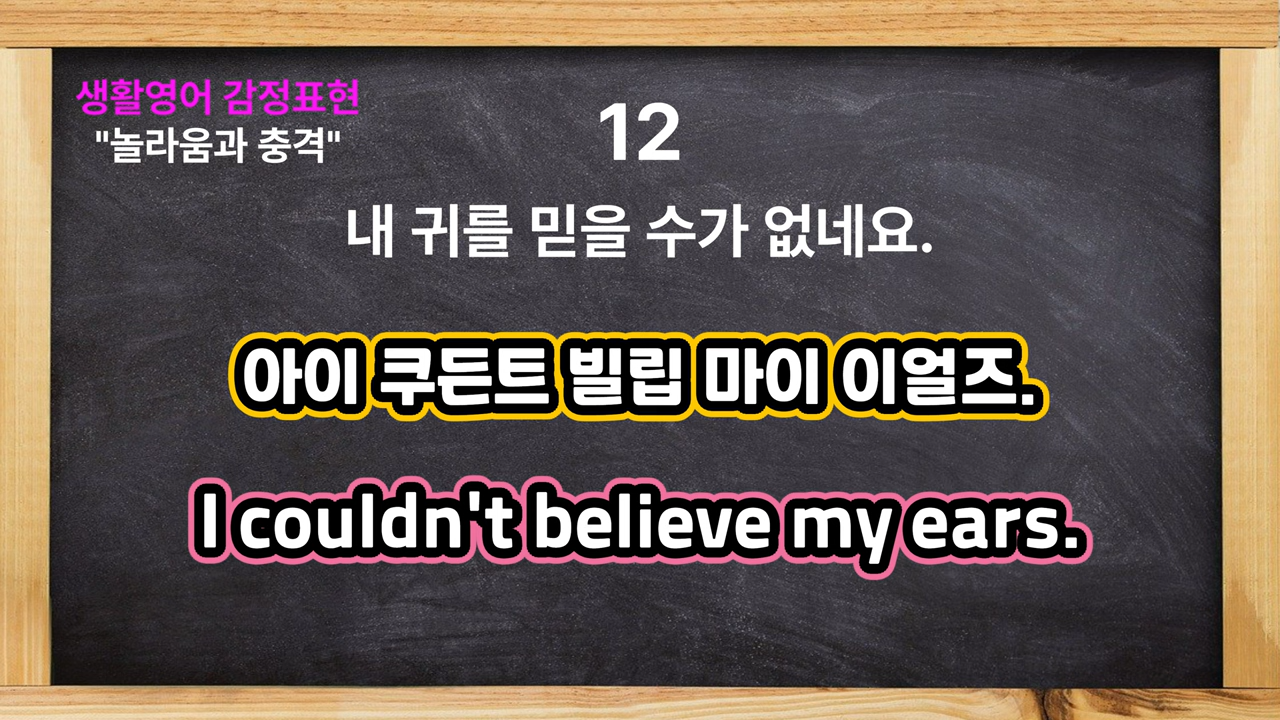 생활영어 감정표현
"놀라움과 충격"
12
내 귀를 믿을 수가 없네요.
아이 쿠든트 빌립 마이 이얼즈.
I couldn't believe my ears.